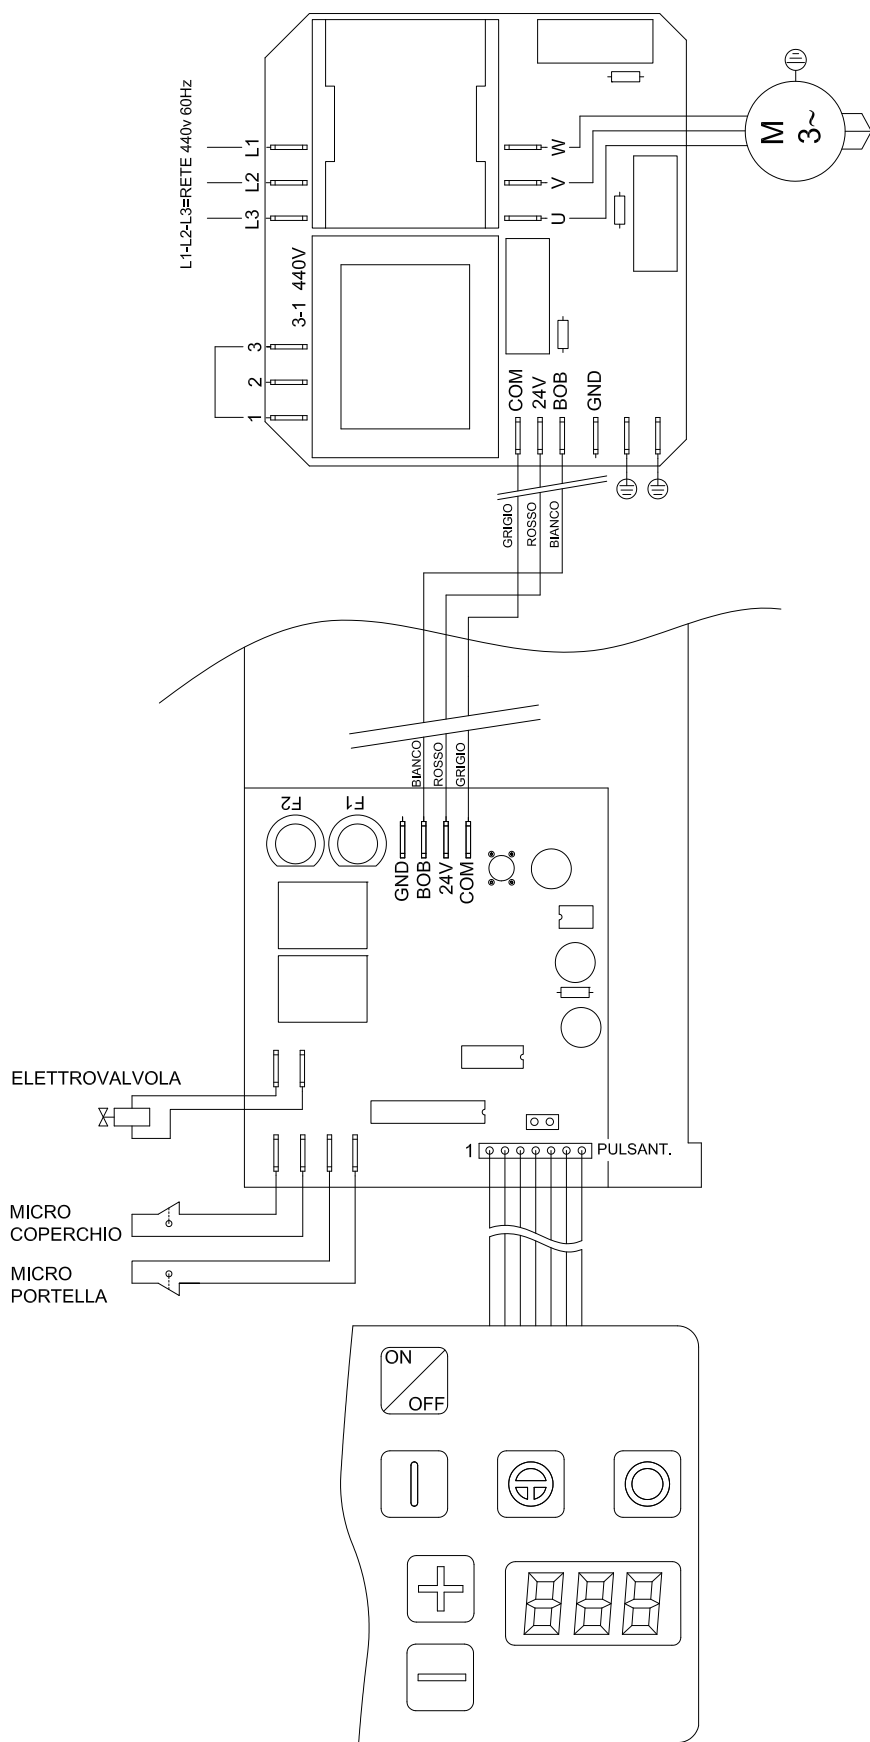 L1-L2-L3=RETE 440v 60Hz
L1
L2
L3
W
V
U
M
3~
3-1 440V
3
2
1
COM
24V
BOB
GND
GRIGIO
ROSSO
BIANCO
BIANCO
ROSSO
GRIGIO
F2
F1
GND
BOB
24V
COM
ELETTROVALVOLA
1
PULSANT.
MICRO
COPERCHIO
MICRO
PORTELLA
ON
OFF
888